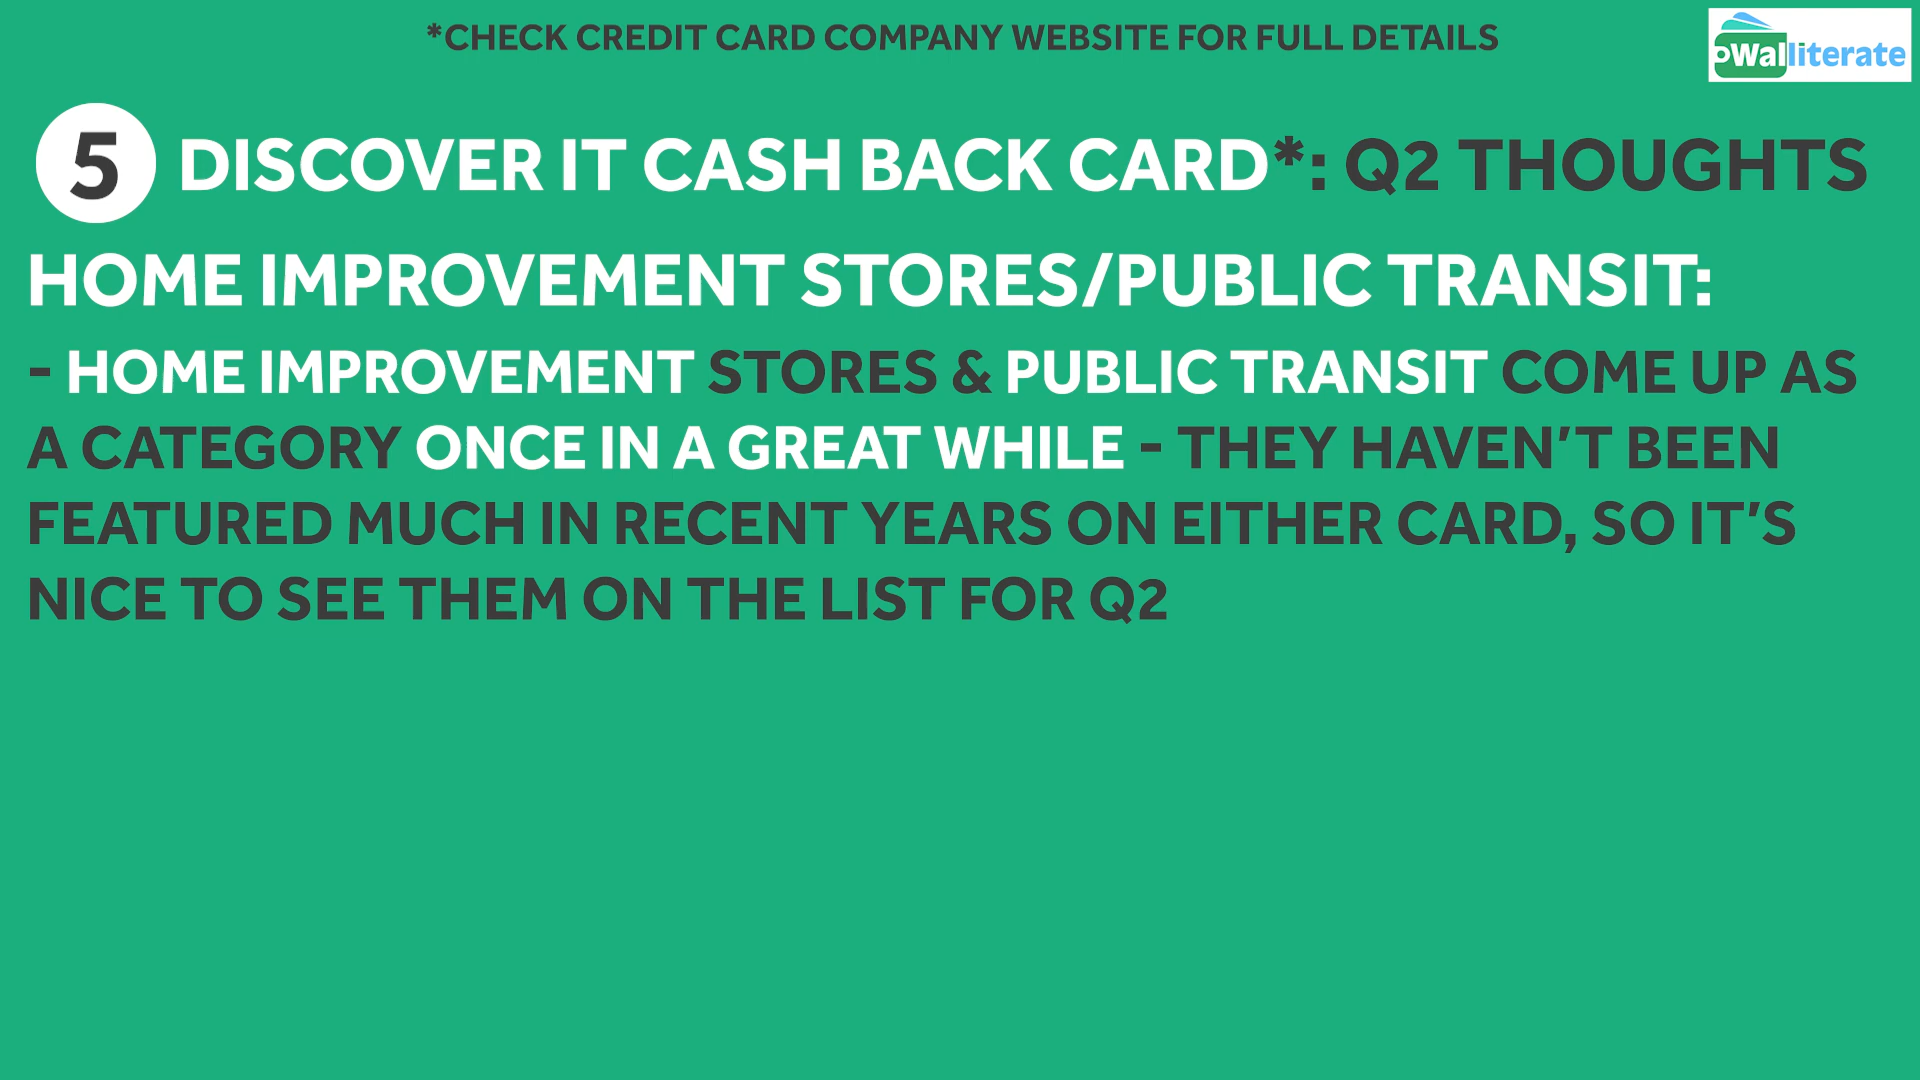 *CHECK CREDIT CARD COMPANY WEBSITE FOR FULL DETAILS
Walliterate
5 DISCOVER IT CASH BACK CARD*: Q2 THOUGHTS
HOME IMPROVEMENT STORES/PUBLIC TRANSIT:
- HOME IMPROVEMENT STORES & PUBLIC TRANSIT COME UP AS
A CATEGORY ONCE IN A GREAT WHILE - THEY HAVEN'T BEEN
FEATURED MUCH IN RECENT YEARS ON EITHER CARD, SO IT'S
NICE TO SEE THEM ON THE LIST FOR Q2